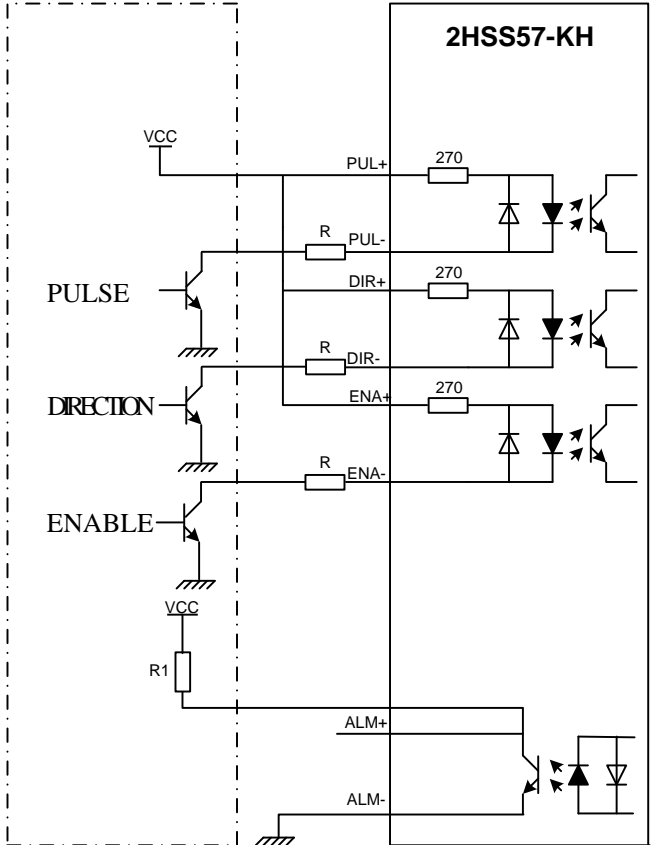 2HSS57-KH
VCC
PUL+
270
R
PUL-
PULSE
DIR+
270
R
DIR-
DIRECTION
ENA+
270
R
ENA-
ENABLE
VCC
R1
ALM+
ALM-